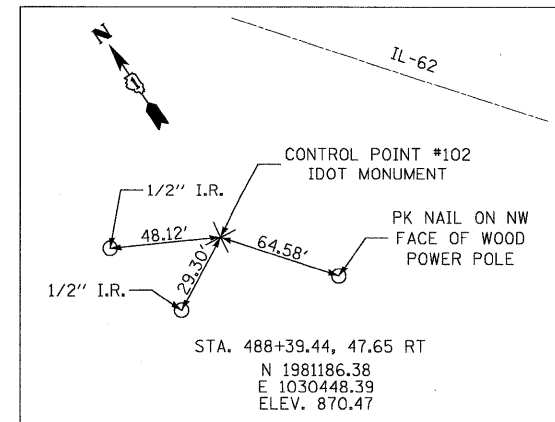 N
IL-62
CONTROL POINT #102
IDOT MONUMENT
1/2" I.R.
48.12'
64.58'
PK NAIL ON NW
FACE OF WOOD
POWER POLE
29.30'
1/2" I.R.
STA. 488+39.44, 47.65 RT
N 1981186.38
E 1030448.39
ELEV. 870.47